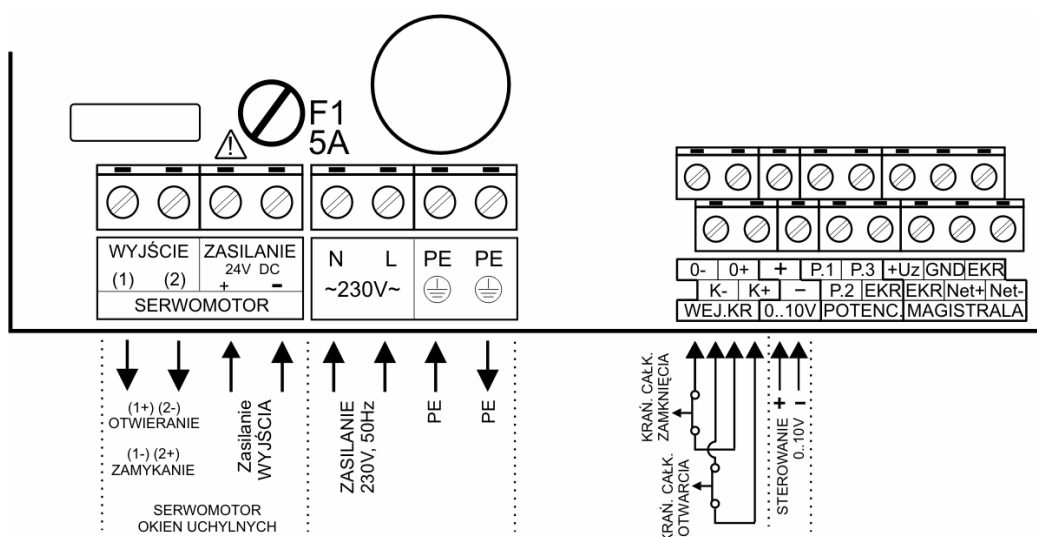 F1
5A
WYJŚCIE
(1) (2)
ZASILANIE
24V DC
+ -
SERWOMOTOR
N L PE PE
~230V~
0- 0+ + P.1 P.3 +Uz GND EKR
K- K+ - P.2 EKR EKR Net+ Net-
WEJ.KR 0..10V POTENC. MAGISTRALA
(1+) (2-)
OTWIERANIE
(1-) (2+)
ZAMYKANIE
Zasilanie
WYJŚCIA
ZASILANIE
230V, 50Hz
PE
PE
SERWOMOTOR
OKIEN UCHYLNYCH
KRAŃ. CAŁK.
ZAMKNIĘCIA
KRAŃ. CAŁK.
OTWARCIA
STEROWANIE + -
0..10V